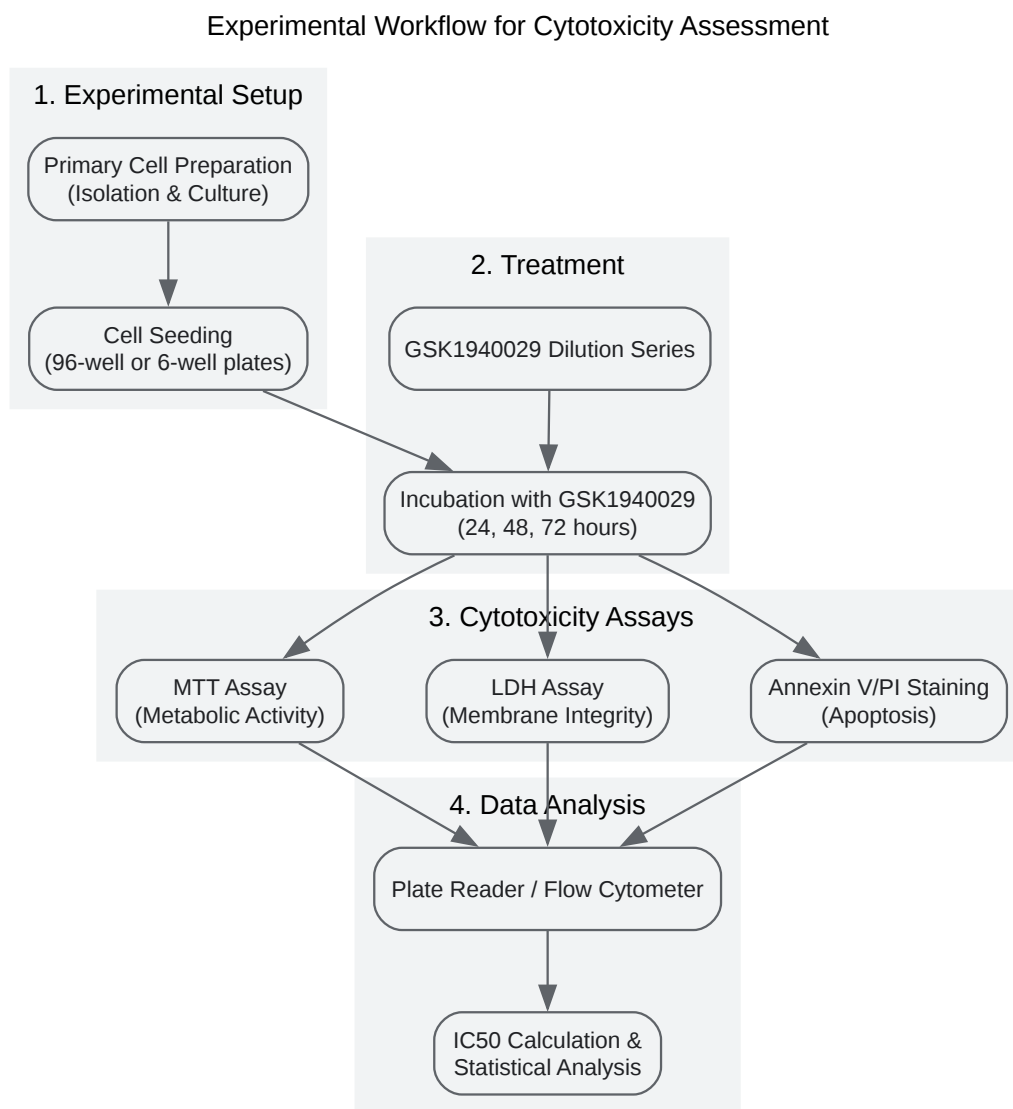 Experimental Workflow for Cytotoxicity Assessment
1. Experimental Setup
Primary Cell Preparation
(Isolation & Culture)
Cell Seeding
(96-well or 6-well plates)
2. Treatment
GSK1940029 Dilution Series
Incubation with GSK1940029
(24, 48, 72 hours)
3. Cytotoxicity Assays
MTT Assay
(Metabolic Activity)
LDH Assay
(Membrane Integrity)
Annexin V/PI Staining
(Apoptosis)
4. Data Analysis
Plate Reader / Flow Cytometer
IC50 Calculation &
Statistical Analysis